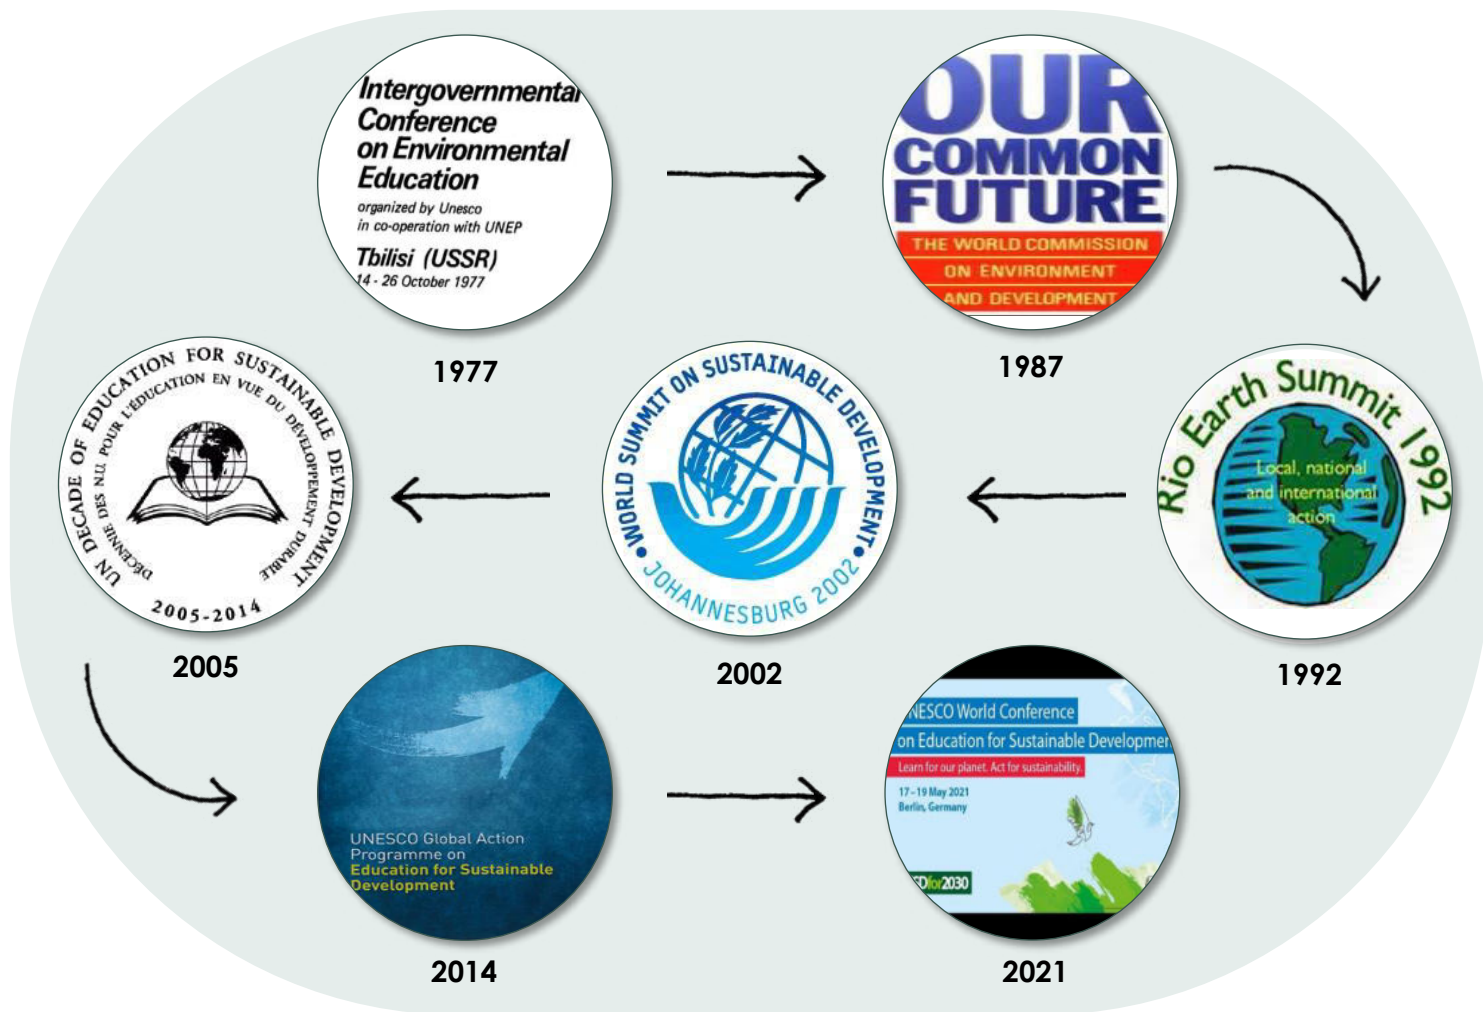 Intergovernmental
Conference
on Environmental
Education
organized by Unesco
in co-operation with UNEP
Tbilisi (USSR)
14 - 26 October 1977
1977
OUR
COMMON
FUTURE
THE WORLD COMMISSION
ON ENVIRONMENT
AND DEVELOPMENT
1987
Rio Earth Summit 1992
Local, national
and international
action
1992
• WORLD SUMMIT ON SUSTAINABLE DEVELOPMENT •
JOHANNESBURG 2002
2002
UN DECADE OF EDUCATION FOR SUSTAINABLE DEVELOPMENT
DÉCENNIE DES N.U. POUR L'ÉDUCATION EN VUE DU DÉVELOPPEMENT DURABLE
2005-2014
2005
UNESCO Global Action
Programme on
Education for Sustainable
Development
2014
NESCO World Conference
on Education for Sustainable Developmen
Learn for our planet. Act for sustainability.
17–19 May 2021
Berlin, Germany
SDfor2030
2021